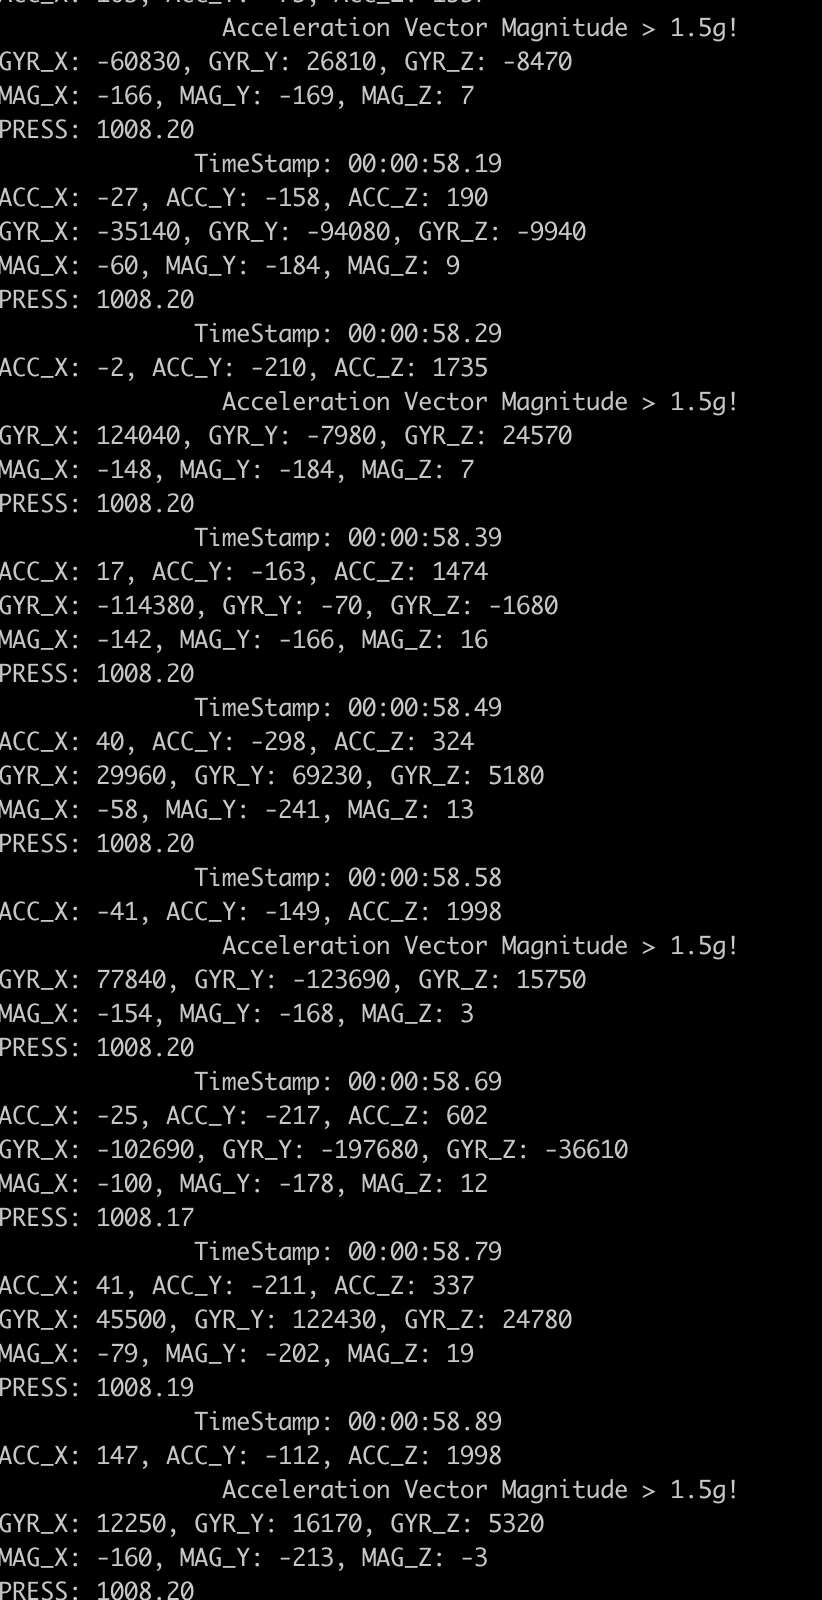 Acceleration Vector Magnitude > 1.5g!
GYR_X: -60830, GYR_Y: 26810, GYR_Z: -8470
MAG_X: -166, MAG_Y: -169, MAG_Z: 7
PRESS: 1008.20
TimeStamp: 00:00:58.19
ACC_X: -27, ACC_Y: -158, ACC_Z: 190
GYR_X: -35140, GYR_Y: -94080, GYR_Z: -9940
MAG_X: -60, MAG_Y: -184, MAG_Z: 9
PRESS: 1008.20
TimeStamp: 00:00:58.29
ACC_X: -2, ACC_Y: -210, ACC_Z: 1735
Acceleration Vector Magnitude > 1.5g!
GYR_X: 124040, GYR_Y: -7980, GYR_Z: 24570
MAG_X: -148, MAG_Y: -184, MAG_Z: 7
PRESS: 1008.20
TimeStamp: 00:00:58.39
ACC_X: 17, ACC_Y: -163, ACC_Z: 1474
GYR_X: -114380, GYR_Y: -70, GYR_Z: -1680
MAG_X: -142, MAG_Y: -166, MAG_Z: 16
PRESS: 1008.20
TimeStamp: 00:00:58.49
ACC_X: 40, ACC_Y: -298, ACC_Z: 324
GYR_X: 29960, GYR_Y: 69230, GYR_Z: 5180
MAG_X: -58, MAG_Y: -241, MAG_Z: 13
PRESS: 1008.20
TimeStamp: 00:00:58.58
ACC_X: -41, ACC_Y: -149, ACC_Z: 1998
Acceleration Vector Magnitude > 1.5g!
GYR_X: 77840, GYR_Y: -123690, GYR_Z: 15750
MAG_X: -154, MAG_Y: -168, MAG_Z: 3
PRESS: 1008.20
TimeStamp: 00:00:58.69
ACC_X: -25, ACC_Y: -217, ACC_Z: 602
GYR_X: -102690, GYR_Y: -197680, GYR_Z: -36610
MAG_X: -100, MAG_Y: -178, MAG_Z: 12
PRESS: 1008.17
TimeStamp: 00:00:58.79
ACC_X: 41, ACC_Y: -211, ACC_Z: 337
GYR_X: 45500, GYR_Y: 122430, GYR_Z: 24780
MAG_X: -79, MAG_Y: -202, MAG_Z: 19
PRESS: 1008.19
TimeStamp: 00:00:58.89
ACC_X: 147, ACC_Y: -112, ACC_Z: 1998
Acceleration Vector Magnitude > 1.5g!
GYR_X: 12250, GYR_Y: 16170, GYR_Z: 5320
MAG_X: -160, MAG_Y: -213, MAG_Z: -3
PRESS: 1008.20